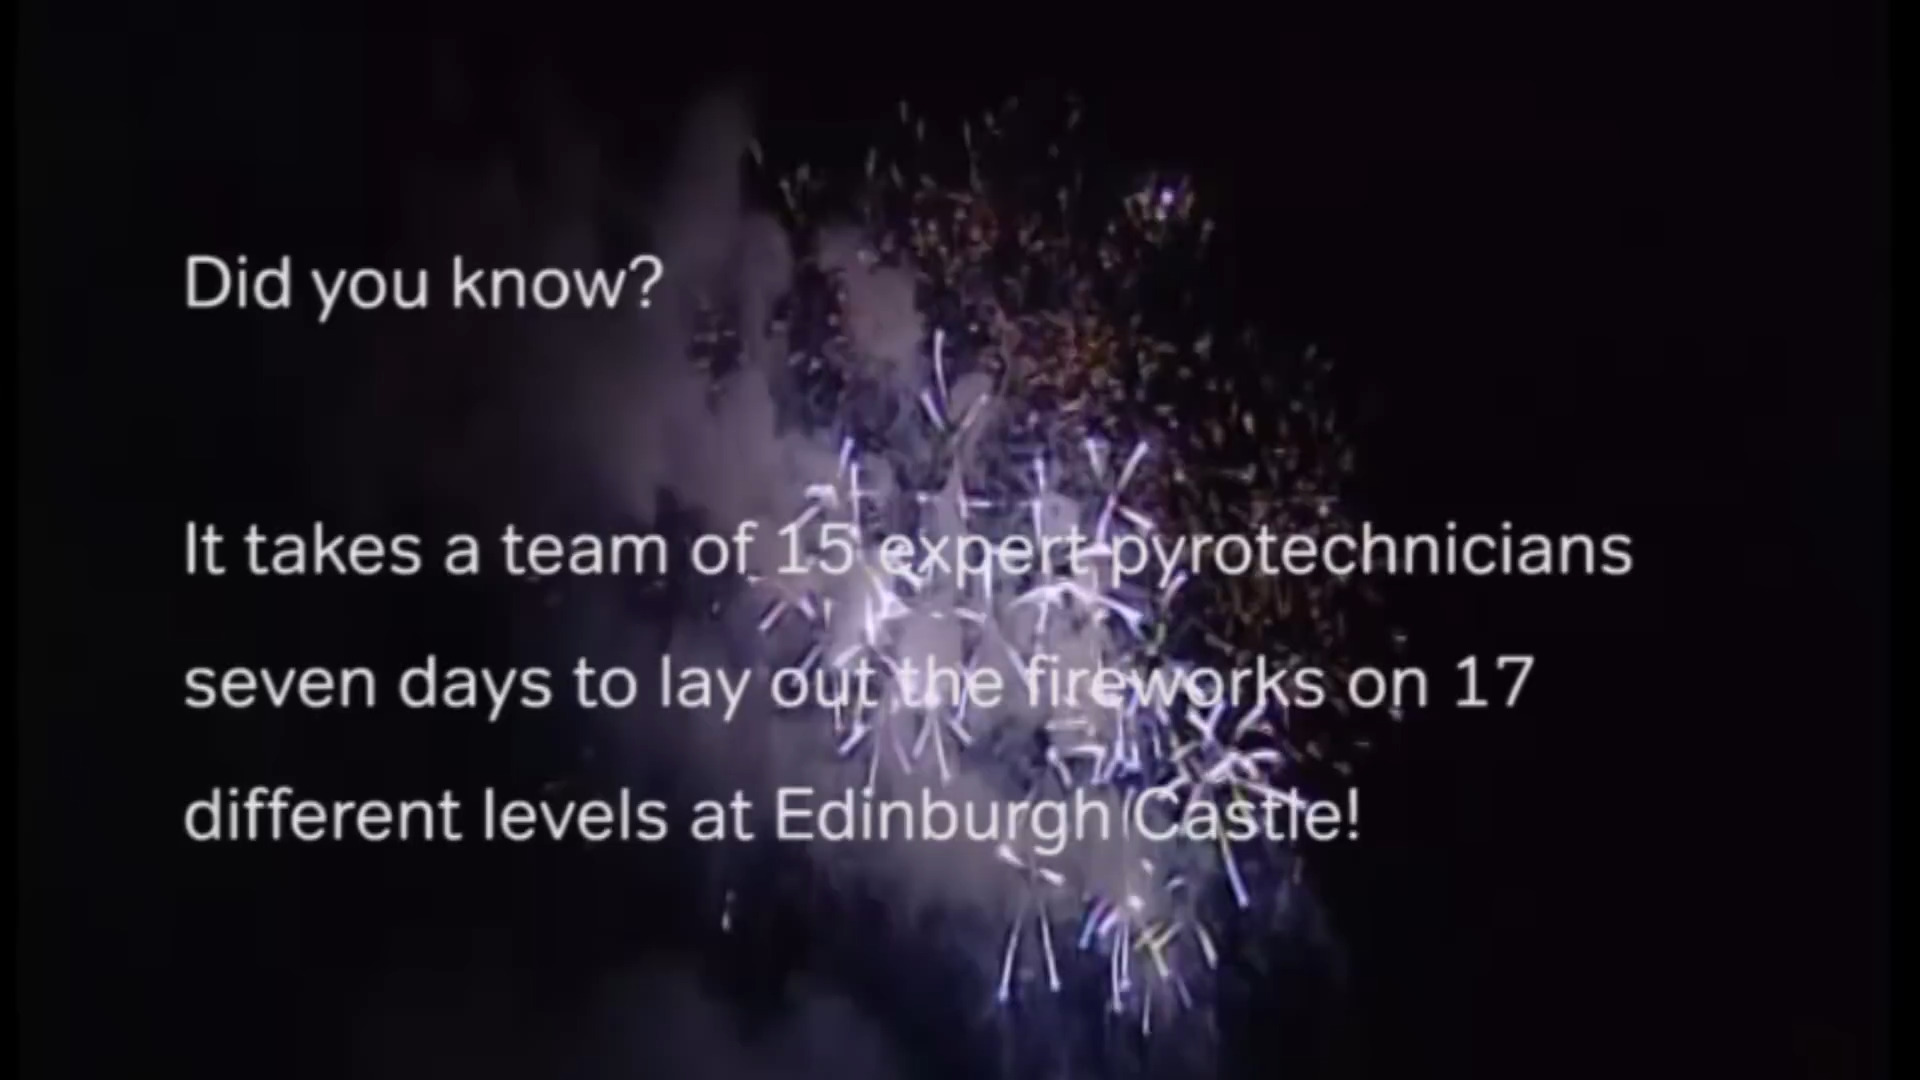 Did you know?
It takes a team of 15 expert pyrotechnicians
seven days to lay out the fireworks on 17
different levels at Edinburgh Castle!